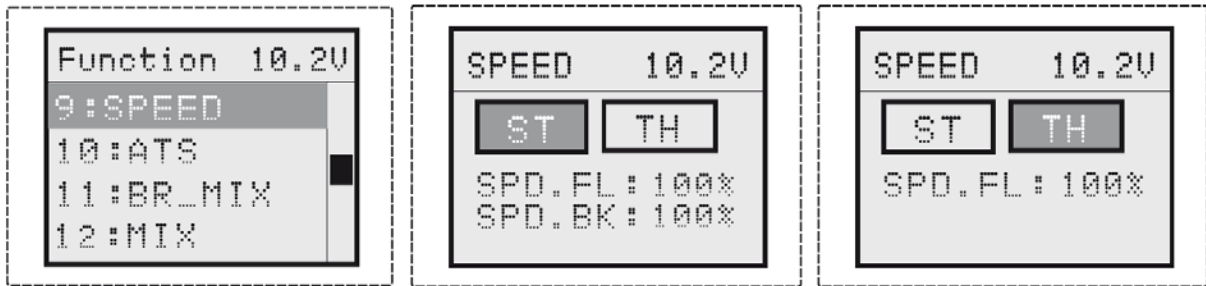 Function 10.2V
9:SPEED
10:ATS
11:BR_MIX
12:MIX
SPEED 10.2V
ST TH
SPD.FL:100%
SPD.BK:100%
SPEED 10.2V
ST TH
SPD.FL:100%